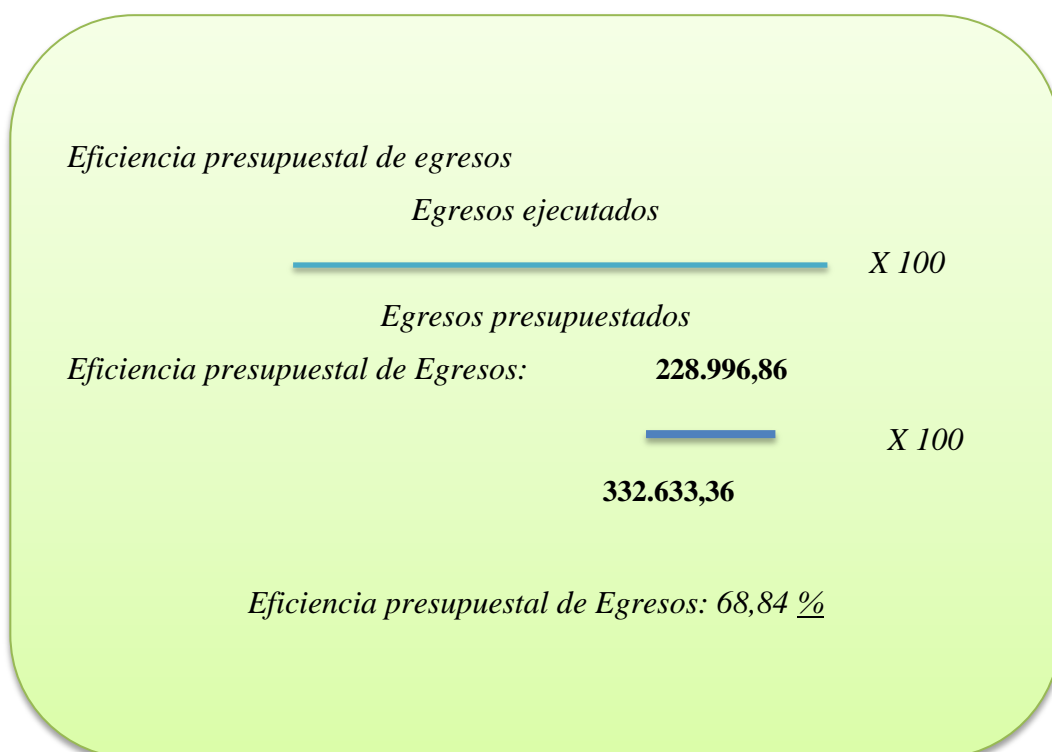 Eficiencia presupuestal de egresos
Egresos ejecutados
X 100
Egresos presupuestados
Eficiencia presupuestal de Egresos: 228.996,86
X 100
332.633,36
Eficiencia presupuestal de Egresos: 68,84 %